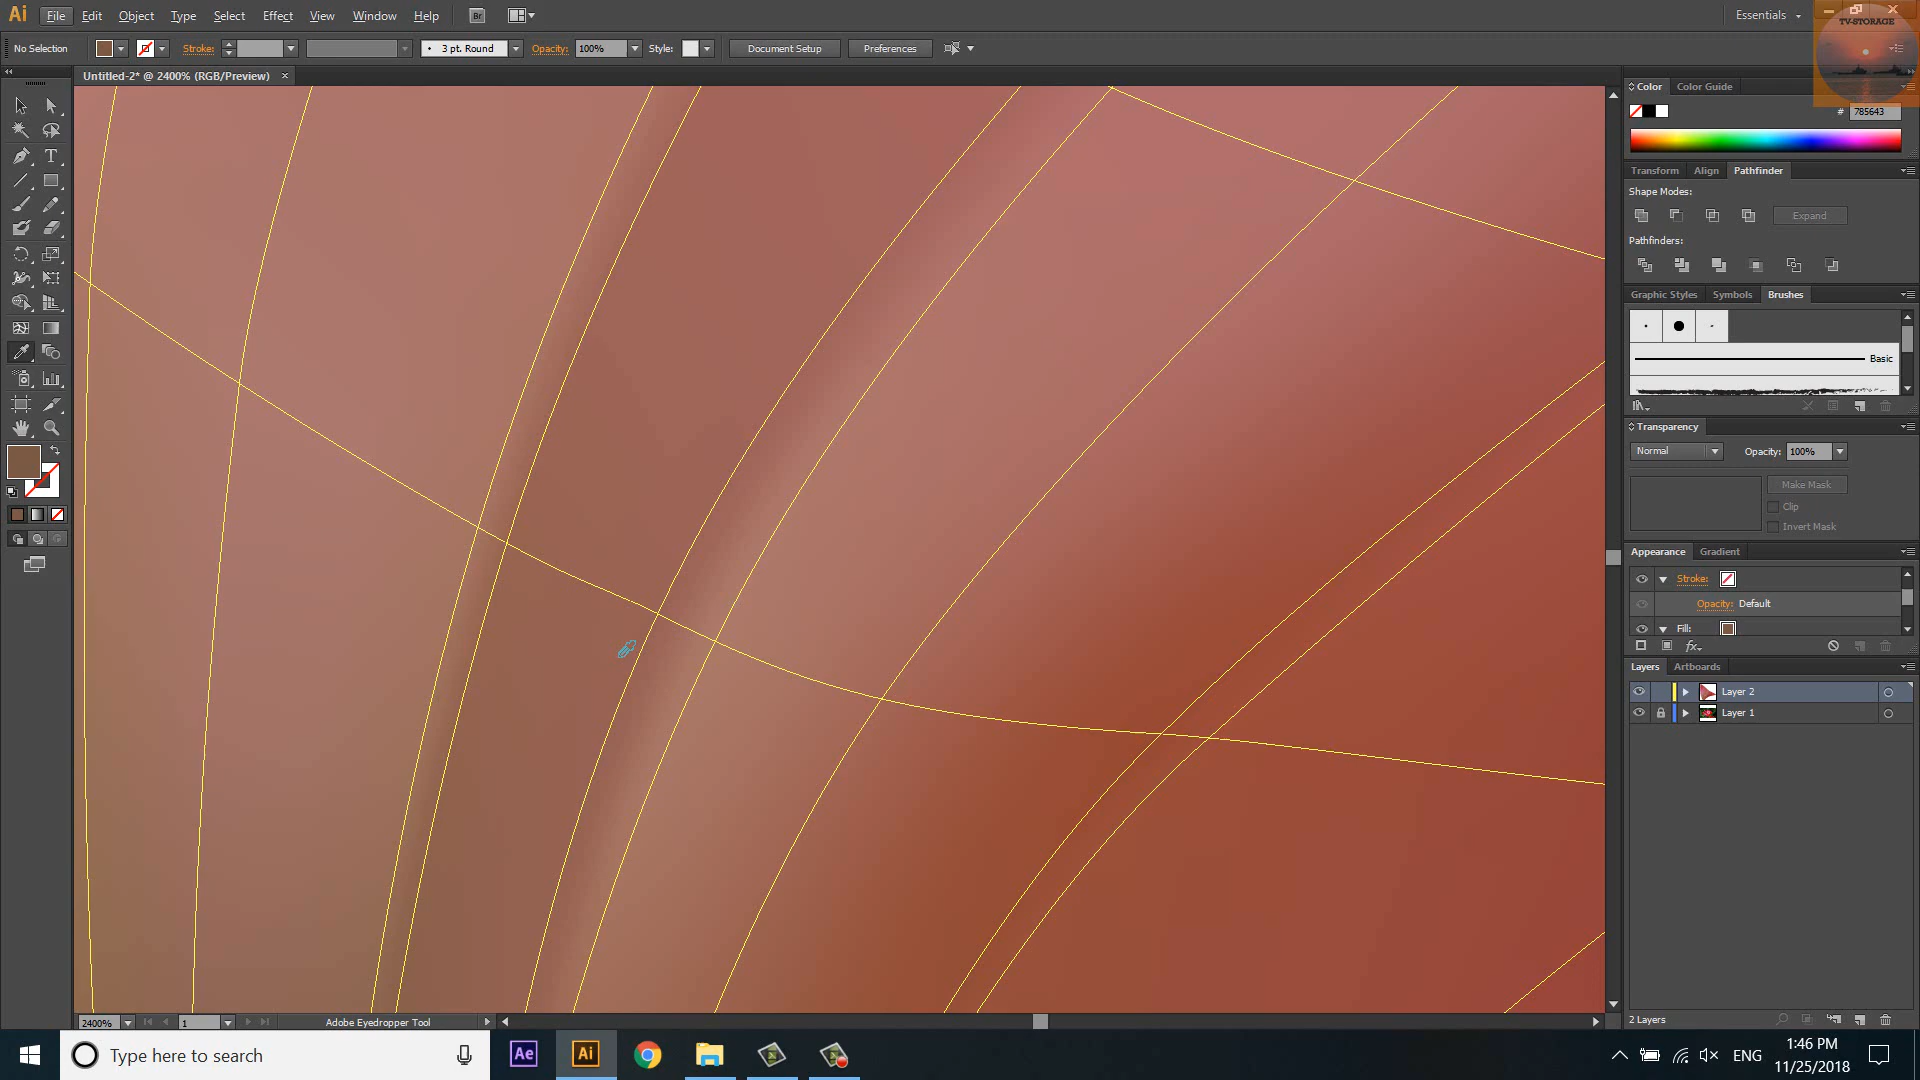 Ai File Edit Object Type Select Effect View Window Help Br Essentials
TV-STORAGE
No Selection Stroke: 3 pt. Round Opacity: 100% Style: Document Setup Preferences
Untitled-2* @ 2400% (RGB/Preview)
Color Color Guide
# 785643
Transform Align Pathfinder
Shape Modes:
Expand
Pathfinders:
Graphic Styles Symbols Brushes
Basic
Transparency
Normal Opacity: 100%
Make Mask
Clip
Invert Mask
Appearance Gradient
Stroke:
Opacity: Default
Fill:
fx
Layers Artboards
Layer 2
Layer 1
2 Layers
2400% 1 Adobe Eyedropper Tool
Type here to search
Ae Ai
ENG
1:46 PM
11/25/2018